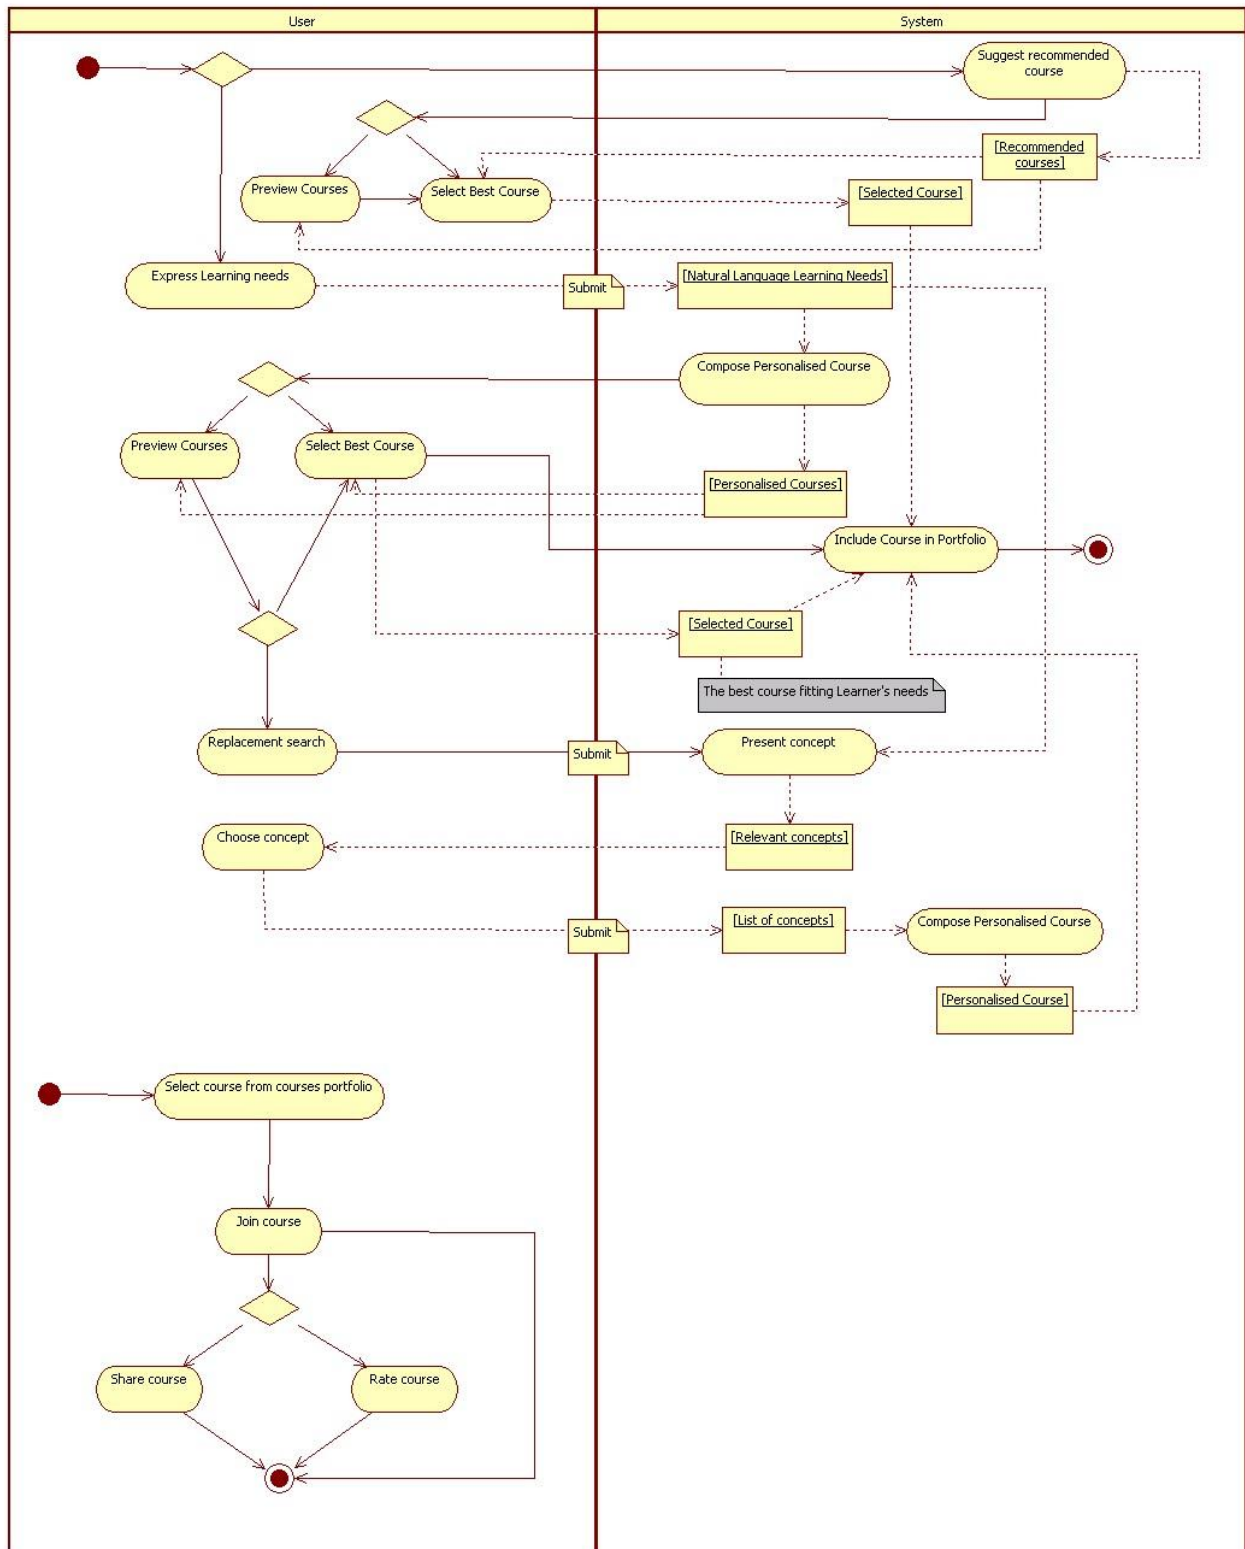 User
System
Suggest recommended
course
[Recommended
courses]
Preview Courses
Select Best Course
[Selected Course]
Express Learning needs
Submit
[Natural Language Learning Needs]
Compose Personalised Course
Preview Courses
Select Best Course
[Personalised Courses]
Include Course in Portfolio
[Selected Course]
The best course fitting Learner's needs
Replacement search
Submit
Present concept
Choose concept
[Relevant concepts]
Submit
[List of concepts]
Compose Personalised Course
[Personalised Course]
Select course from courses portfolio
Join course
Share course
Rate course